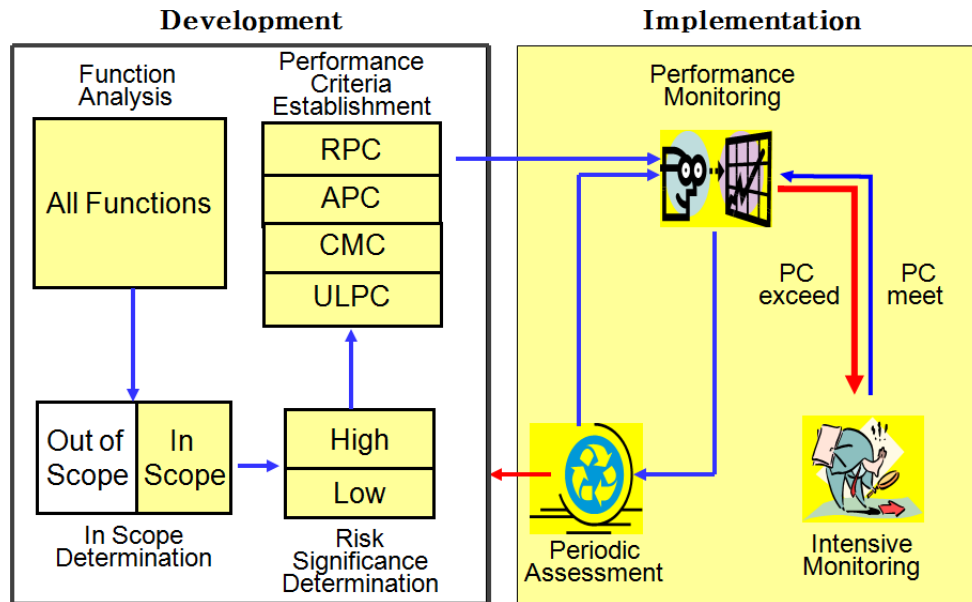 Development
Implementation
Function
Analysis
Performance
Criteria
Establishment
All Functions
RPC
APC
CMC
ULPC
Out of
Scope
In
Scope
In Scope
Determination
High
Low
Risk
Significance
Determination
Performance
Monitoring
PC
exceed
PC
meet
Periodic
Assessment
Intensive
Monitoring